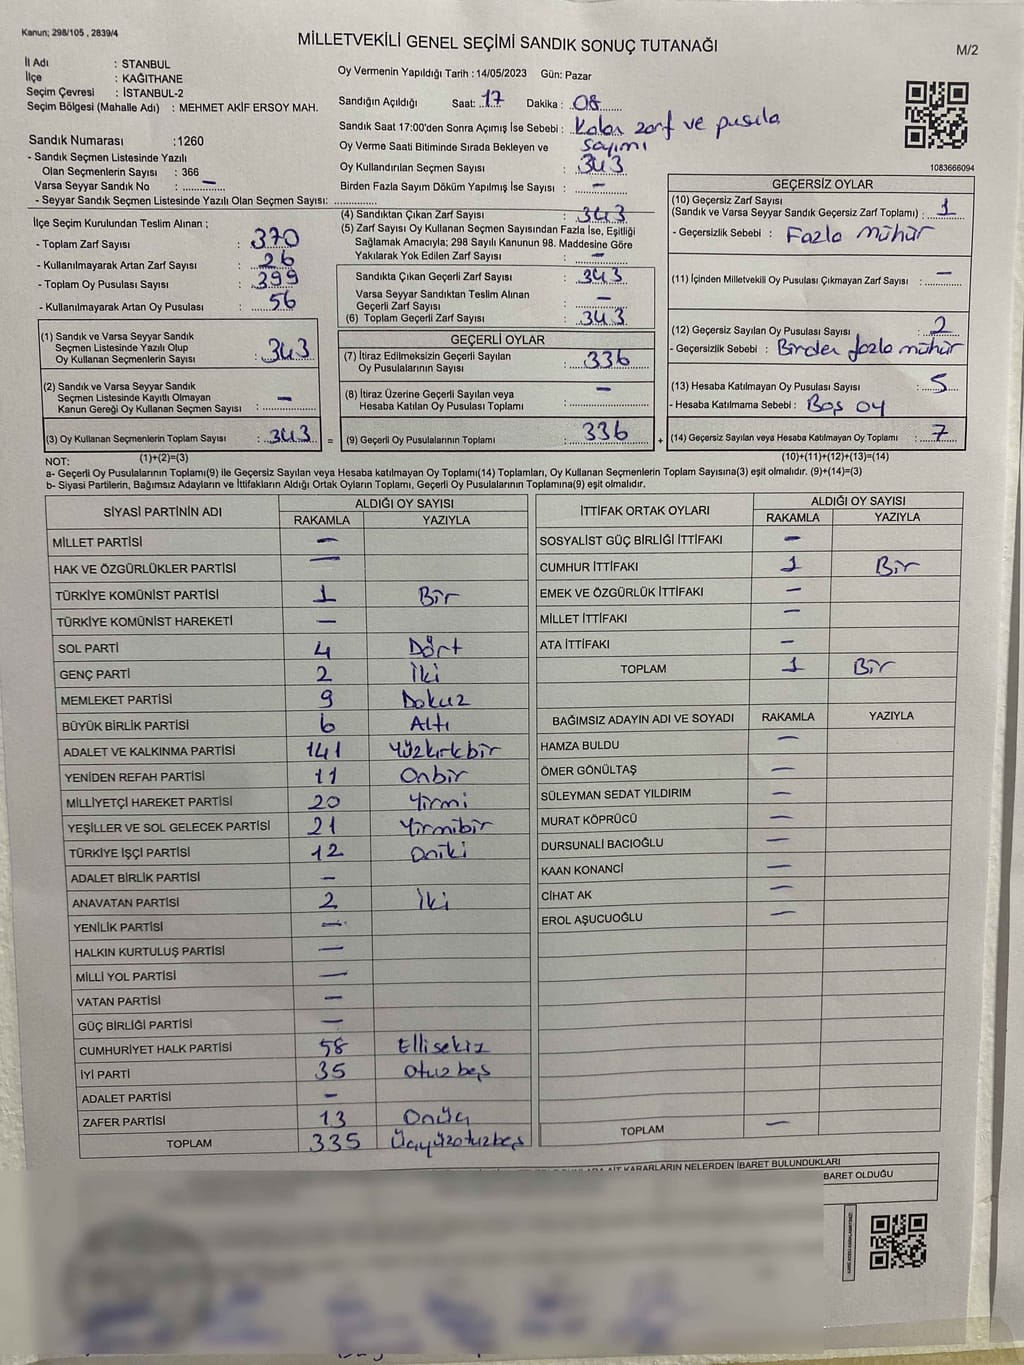 Kanun; 298/105 , 2839/4
MİLLETVEKİLİ GENEL SEÇİMİ SANDIK SONUÇ TUTANAĞI
M/2
İl Adı : STANBUL
İlçe : KAĞITHANE
Seçim Çevresi : İSTANBUL-2
Seçim Bölgesi (Mahalle Adı) : MEHMET AKİF ERSOY MAH.
Sandık Numarası :1260
- Sandık Seçmen Listesinde Yazılı
Olan Seçmenlerin Sayısı : 366
Varsa Seyyar Sandık No : –
- Seyyar Sandık Seçmen Listesinde Yazılı Olan Seçmen Sayısı:
Oy Vermenin Yapıldığı Tarih : 14/05/2023 Gün: Pazar
Sandığın Açıldığı Saat: 17 Dakika : 08
Sandık Saat 17:00'den Sonra Açımış İse Sebebi : Kalan zarf ve pusula
sayımı
Oy Verme Saati Bitiminde Sırada Bekleyen ve
Oy Kullandırılan Seçmen Sayısı : 343
Birden Fazla Sayım Döküm Yapılmış İse Sayısı : –
1083666094
İlçe Seçim Kurulundan Teslim Alınan ;
- Toplam Zarf Sayısı : 370
- Kullanılmayarak Artan Zarf Sayısı : 26
- Toplam Oy Pusulası Sayısı : 399
- Kullanılmayarak Artan Oy Pusulası : 56
(1) Sandık ve Varsa Seyyar Sandık
Seçmen Listesinde Yazılı Olup
Oy Kullanan Seçmenlerin Sayısı : 343
(2) Sandık ve Varsa Seyyar Sandık
Seçmen Listesinde Kayıtlı Olmayan
Kanun Gereği Oy Kullanan Seçmen Sayısı : –
(3) Oy Kullanan Seçmenlerin Toplam Sayısı : 343 =
(1)+(2)=(3)
(4) Sandıktan Çıkan Zarf Sayısı : 343
(5) Zarf Sayısı Oy Kullanan Seçmen Sayısından Fazla İse, Eşitliği
Sağlamak Amacıyla; 298 Sayılı Kanunun 98. Maddesine Göre
Yakılarak Yok Edilen Zarf Sayısı : –
Sandıkta Çıkan Geçerli Zarf Sayısı : 343
Varsa Seyyar Sandıktan Teslim Alınan
Geçerli Zarf Sayısı : –
(6) Toplam Geçerli Zarf Sayısı : 343
GEÇERLİ OYLAR
(7) İtiraz Edilmeksizin Geçerli Sayılan
Oy Pusulalarının Sayısı : 336
(8) İtiraz Üzerine Geçerli Sayılan veya
Hesaba Katılan Oy Pusulası Toplamı : –
(9) Geçerli Oy Pusulalarının Toplamı : 336 +
GEÇERSİZ OYLAR
(10) Geçersiz Zarf Sayısı
(Sandık ve Varsa Seyyar Sandık Geçersiz Zarf Toplamı) : 1
- Geçersizlik Sebebi : Fazla Mühür
(11) İçinden Milletvekili Oy Pusulası Çıkmayan Zarf Sayısı : –
(12) Geçersiz Sayılan Oy Pusulası Sayısı : 2
- Geçersizlik Sebebi : Birden fazla mühür
(13) Hesaba Katılmayan Oy Pusulası Sayısı : 5
- Hesaba Katılmama Sebebi : Boş oy
(14) Geçersiz Sayılan veya Hesaba Katılmayan Oy Toplamı : 7
(10)+(11)+(12)+(13)=(14)
NOT:
a- Geçerli Oy Pusulalarının Toplamı(9) ile Geçersiz Sayılan veya Hesaba katılmayan Oy Toplamı(14) Toplamları, Oy Kullanan Seçmenlerin Toplam Sayısına(3) eşit olmalıdır. (9)+(14)=(3)
b- Siyasi Partilerin, Bağımsız Adayların ve İttifakların Aldığı Ortak Oyların Toplamı, Geçerli Oy Pusulalarının Toplamına(9) eşit olmalıdır.
SİYASİ PARTİNİN ADI ALDIĞI OY SAYISI
RAKAMLA YAZIYLA
MİLLET PARTİSİ –
HAK VE ÖZGÜRLÜKLER PARTİSİ –
TÜRKİYE KOMÜNİST PARTİSİ 1 Bir
TÜRKİYE KOMÜNİST HAREKETİ –
SOL PARTİ 4 Dört
GENÇ PARTİ 2 İki
MEMLEKET PARTİSİ 9 Dokuz
BÜYÜK BİRLİK PARTİSİ 6 Altı
ADALET VE KALKINMA PARTİSİ 141 Yüzkırkbir
YENİDEN REFAH PARTİSİ 11 Onbir
MİLLİYETÇİ HAREKET PARTİSİ 20 Yirmi
YEŞİLLER VE SOL GELECEK PARTİSİ 21 Yirmibir
TÜRKİYE İŞÇİ PARTİSİ 12 Oniki
ADALET BİRLİK PARTİSİ –
ANAVATAN PARTİSİ 2 İki
YENİLİK PARTİSİ –
HALKIN KURTULUŞ PARTİSİ –
MİLLİ YOL PARTİSİ –
VATAN PARTİSİ –
GÜÇ BİRLİĞİ PARTİSİ –
CUMHURİYET HALK PARTİSİ 58 Ellisekiz
İYİ PARTİ 35 Otuzbeş
ADALET PARTİSİ –
ZAFER PARTİSİ 13 Onüç
TOPLAM 335 Üçyüzotuzbeş
İTTİFAK ORTAK OYLARI ALDIĞI OY SAYISI
RAKAMLA YAZIYLA
SOSYALİST GÜÇ BİRLİĞİ İTTİFAKI –
CUMHUR İTTİFAKI 1 Bir
EMEK VE ÖZGÜRLÜK İTTİFAKI –
MİLLET İTTİFAKI –
ATA İTTİFAKI –
TOPLAM 1 Bir
BAĞIMSIZ ADAYIN ADI VE SOYADI RAKAMLA YAZIYLA
HAMZA BULDU –
ÖMER GÖNÜLTAŞ –
SÜLEYMAN SEDAT YILDIRIM –
MURAT KÖPRÜCÜ –
DURSUNALİ BACIOĞLU –
KAAN KONANCİ –
CİHAT AK –
EROL AŞUCUOĞLU –
TOPLAM –
KARARLARIN NELERDEN İBARET BULUNDUKLARI
BARET OLDUĞU